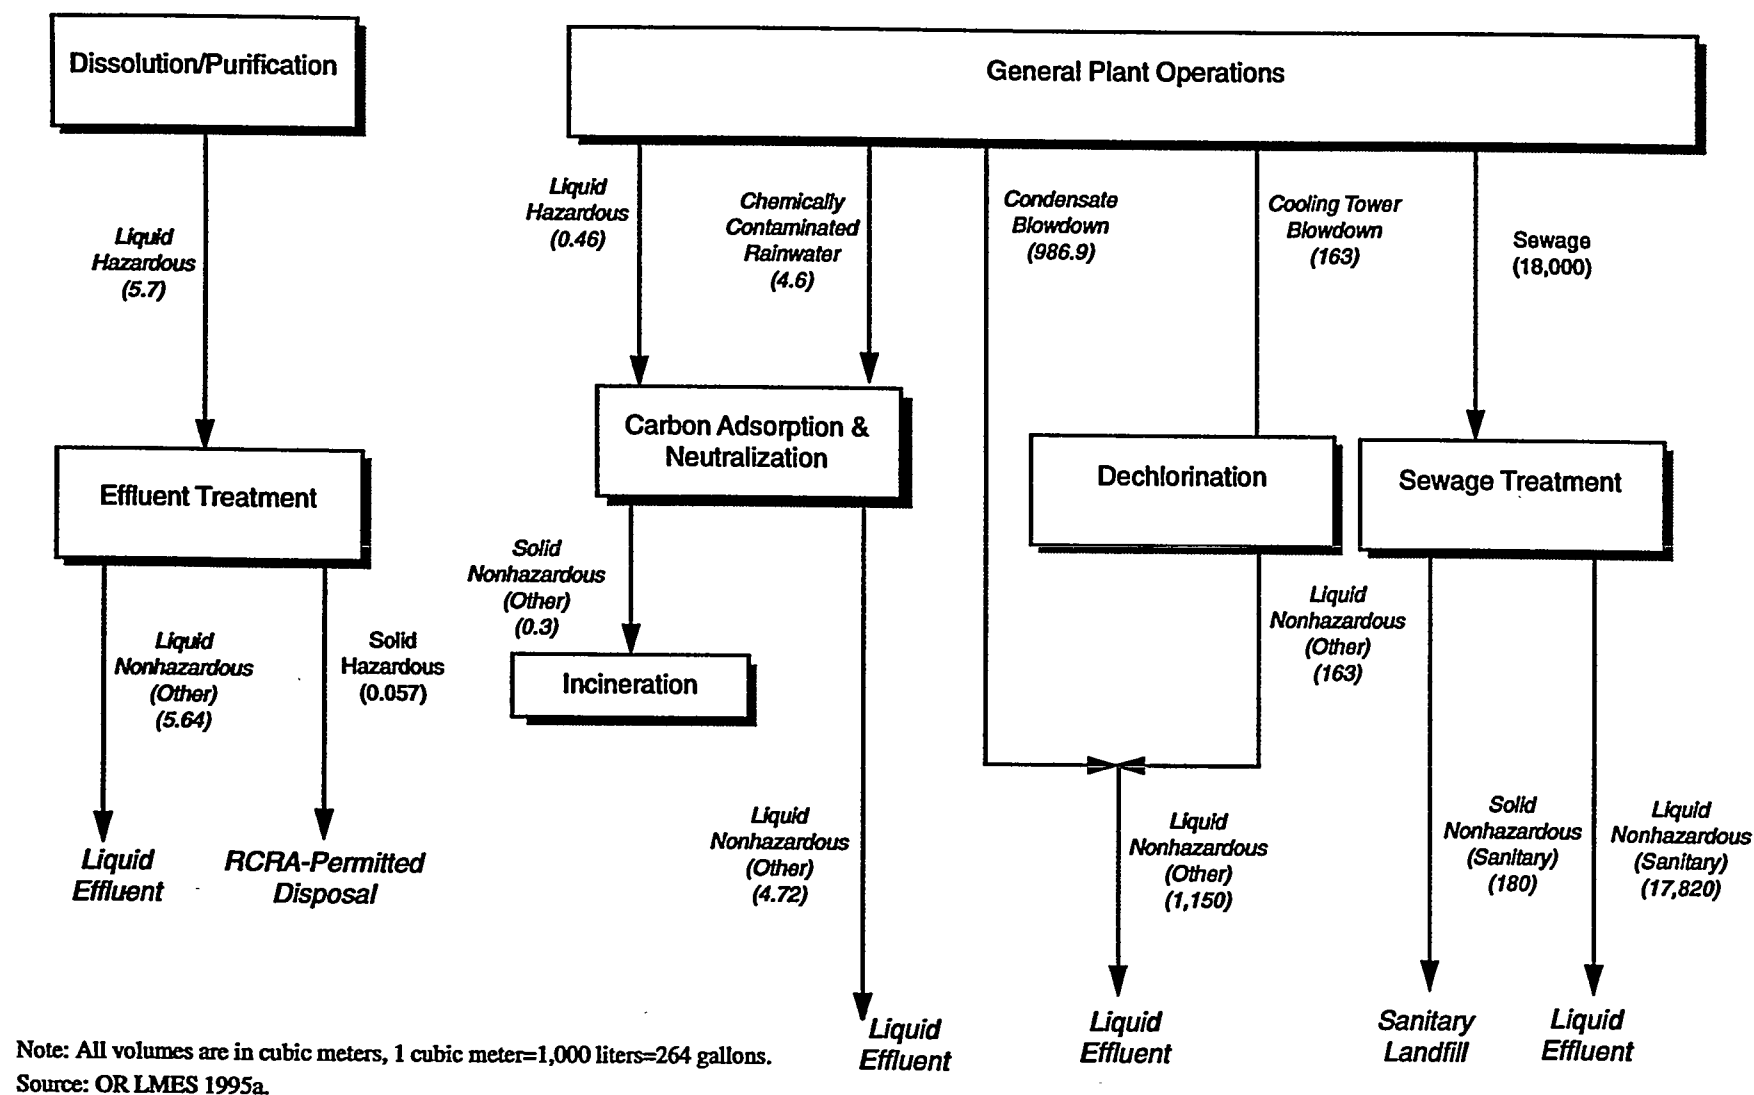 Dissolution/Purification
General Plant Operations
Liquid
Hazardous
(5.7)
Liquid
Hazardous
(0.46)
Chemically
Contaminated
Rainwater
(4.6)
Condensate
Blowdown
(986.9)
Cooling Tower
Blowdown
(163)
Sewage
(18,000)
Effluent Treatment
Carbon Adsorption &
Neutralization
Dechlorination
Sewage Treatment
Liquid
Nonhazardous
(Other)
(5.64)
Solid
Hazardous
(0.057)
Solid
Nonhazardous
(Other)
(0.3)
Incineration
Liquid
Nonhazardous
(Other)
(163)
Liquid
Nonhazardous
(Other)
(4.72)
Liquid
Nonhazardous
(Other)
(1,150)
Solid
Nonhazardous
(Sanitary)
(180)
Liquid
Nonhazardous
(Sanitary)
(17,820)
Liquid
Effluent
RCRA-Permitted
Disposal
Liquid
Effluent
Liquid
Effluent
Sanitary
Landfill
Liquid
Effluent
Note: All volumes are in cubic meters, 1 cubic meter=1,000 liters=264 gallons.
Source: OR LMES 1995a.